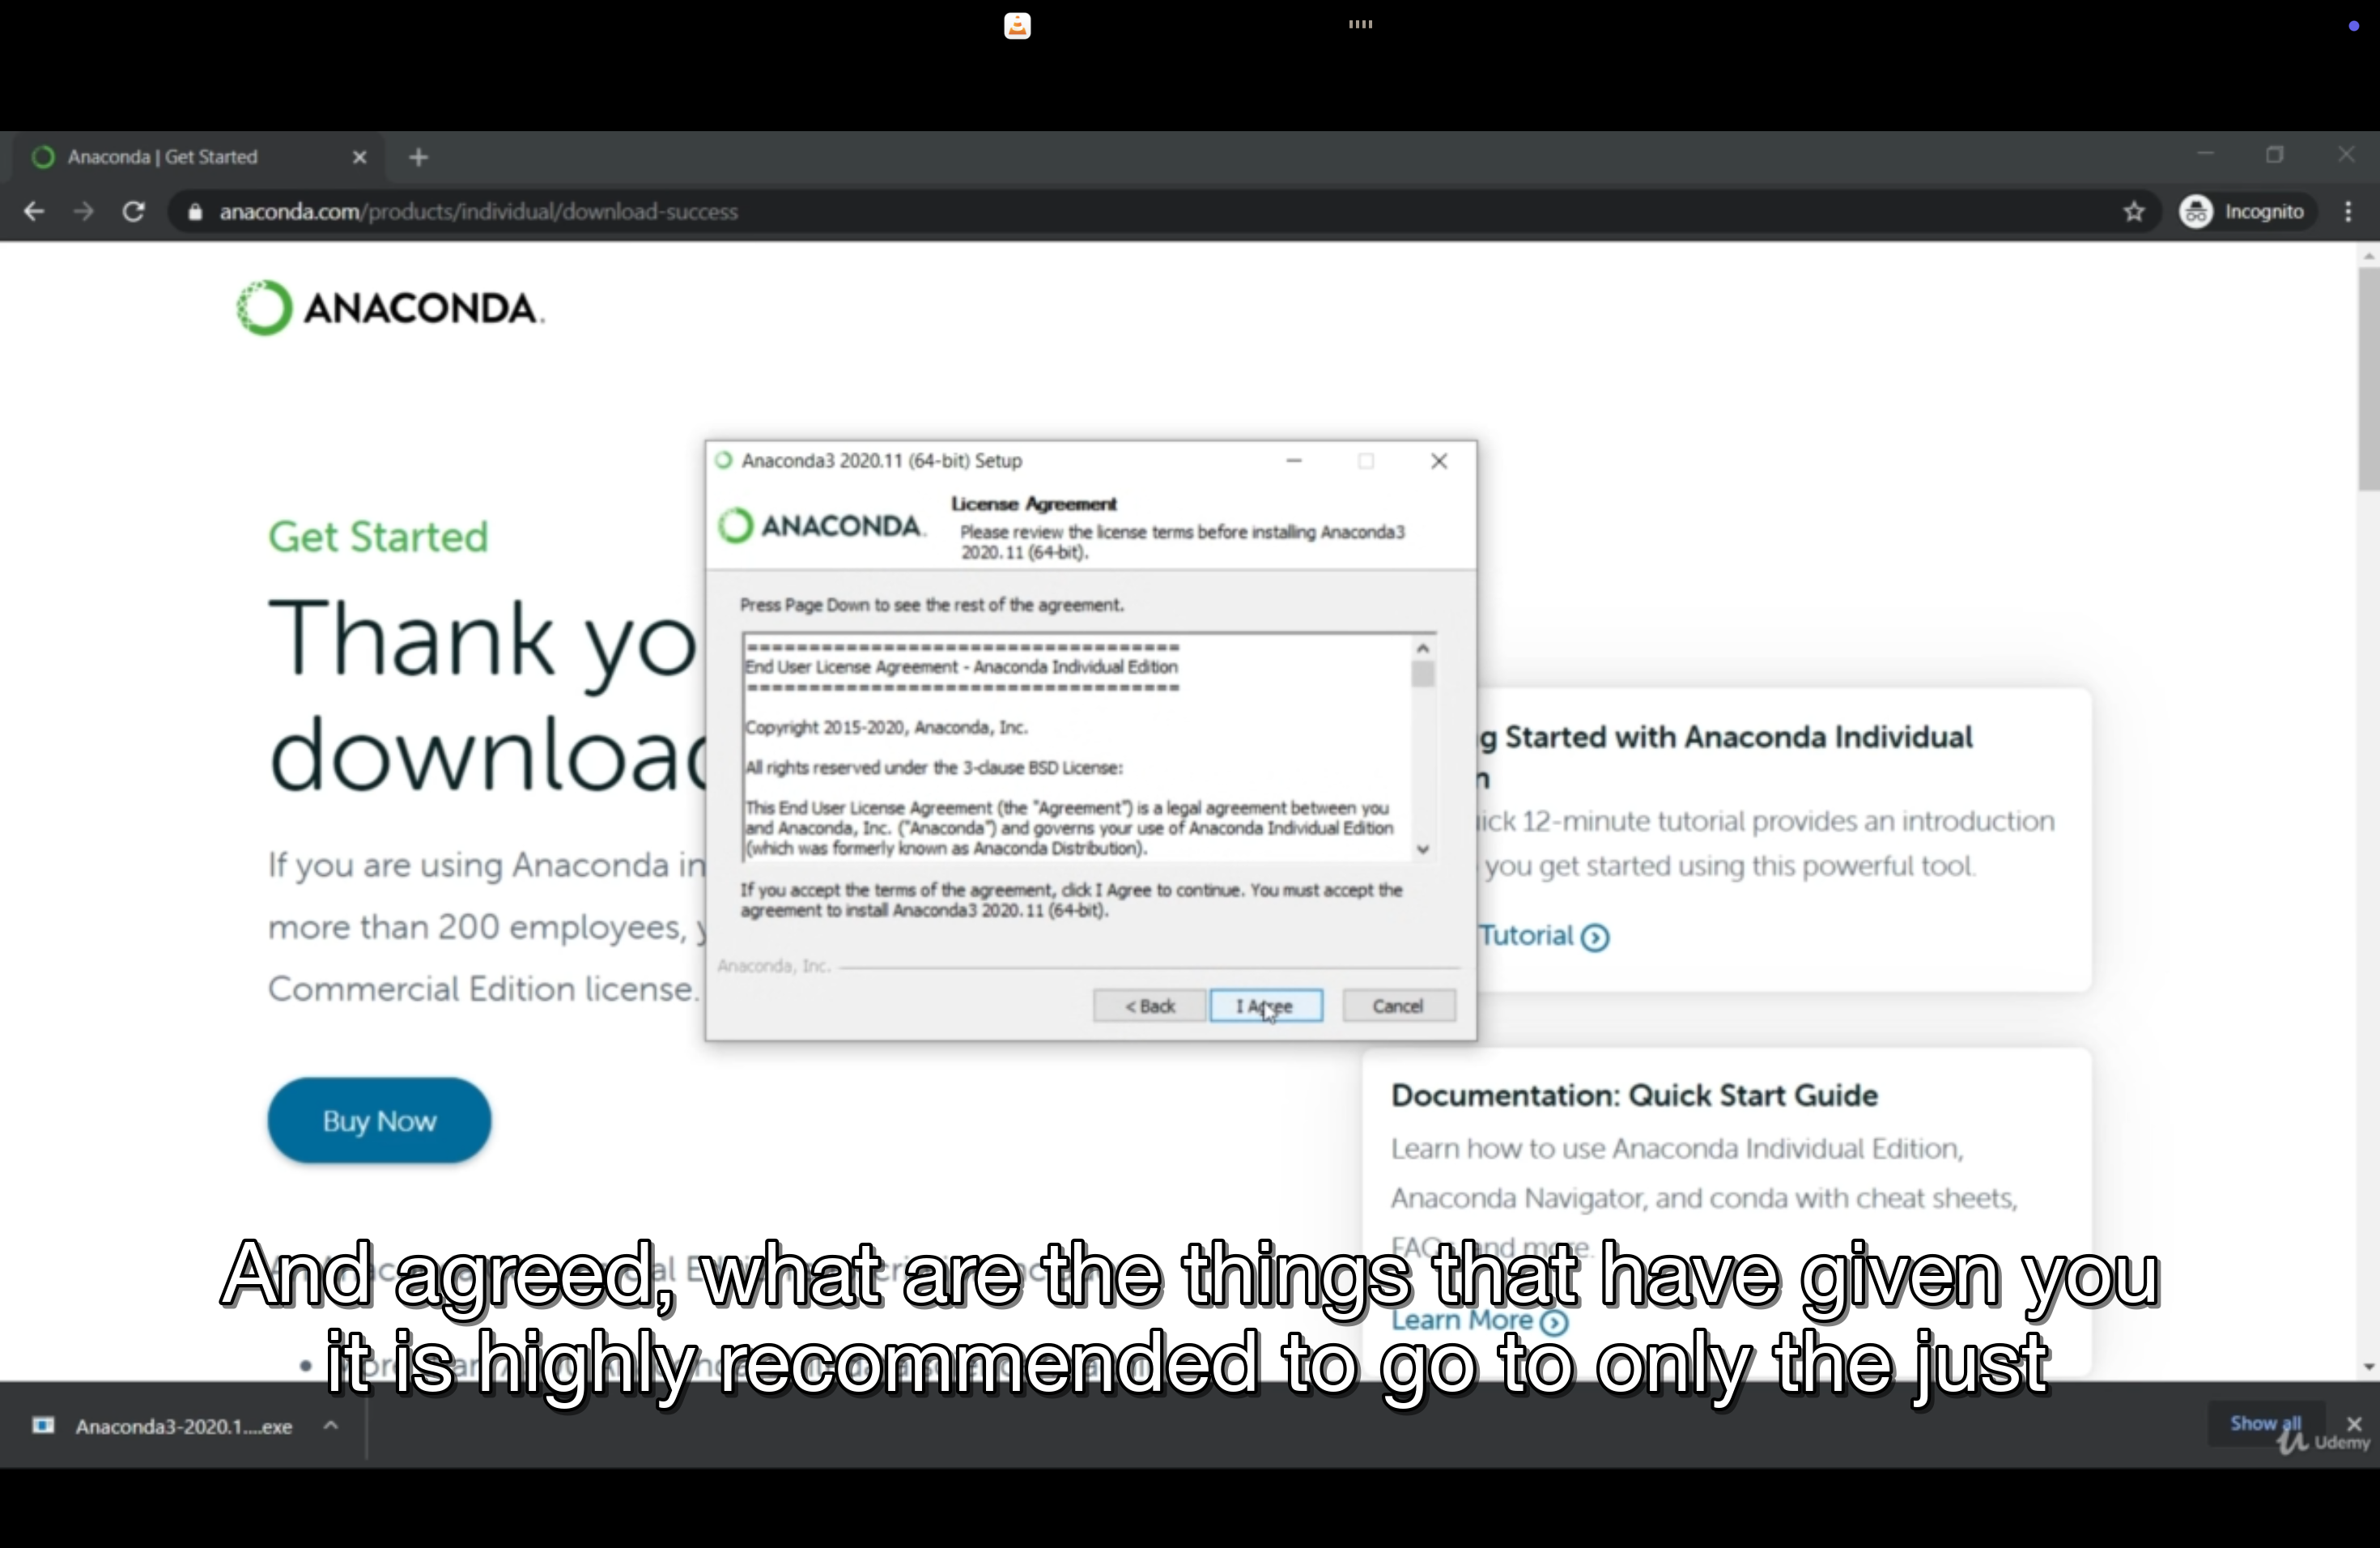 Anaconda | Get Started
anaconda.com/products/individual/download-success
Incognito
ANACONDA.
Get Started
Thank yo
download
If you are using Anaconda in
more than 200 employees, y
Commercial Edition license.
Buy Now
Anaconda3 2020.11 (64-bit) Setup
ANACONDA.
License Agreement
Please review the license terms before installing Anaconda3
2020.11 (64-bit).
Press Page Down to see the rest of the agreement.
==================================
End User License Agreement - Anaconda Individual Edition
==================================
Copyright 2015-2020, Anaconda, Inc.
All rights reserved under the 3-clause BSD License:
This End User License Agreement (the "Agreement") is a legal agreement between you
and Anaconda, Inc. ("Anaconda") and governs your use of Anaconda Individual Edition
(which was formerly known as Anaconda Distribution).
If you accept the terms of the agreement, click I Agree to continue. You must accept the
agreement to install Anaconda3 2020.11 (64-bit).
Anaconda, Inc.
< Back
I Agree
Cancel
g Started with Anaconda Individual
n
ick 12-minute tutorial provides an introduction
you get started using this powerful tool.
Tutorial
Documentation: Quick Start Guide
Learn how to use Anaconda Individual Edition,
Anaconda Navigator, and conda with cheat sheets,
FAQs and more.
Learn More
And agreed, what are the things that have given you
it is highly recommended to go to only the just
Anaconda3-2020.1....exe
Show all
Udemy